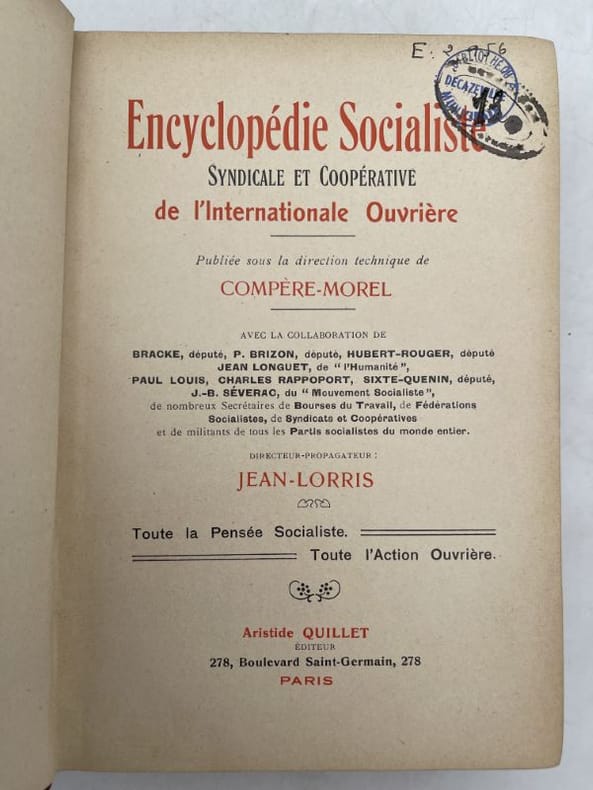 E. 2 056
BIBLIOTHÈQUE
DECAZEVILLE
Encyclopédie Socialiste
SYNDICALE ET COOPÉRATIVE
de l'Internationale Ouvrière
Publiée sous la direction technique de
COMPÈRE-MOREL
AVEC LA COLLABORATION DE
BRACKE, député, P. BRIZON, député, HUBERT-ROUGER, député
JEAN LONGUET, de " l'Humanité ",
PAUL LOUIS, CHARLES RAPPOPORT, SIXTE-QUENIN, député,
J.-B. SÉVERAC, du " Mouvement Socialiste ",
de nombreux Secrétaires de Bourses du Travail, de Fédérations
Socialistes, de Syndicats et Coopératives
et de militants de tous les Partis socialistes du monde entier.
DIRECTEUR-PROPAGATEUR :
JEAN-LORRIS
Toute la Pensée Socialiste.
Toute l'Action Ouvrière.
Aristide QUILLET
ÉDITEUR
278, Boulevard Saint-Germain, 278
PARIS